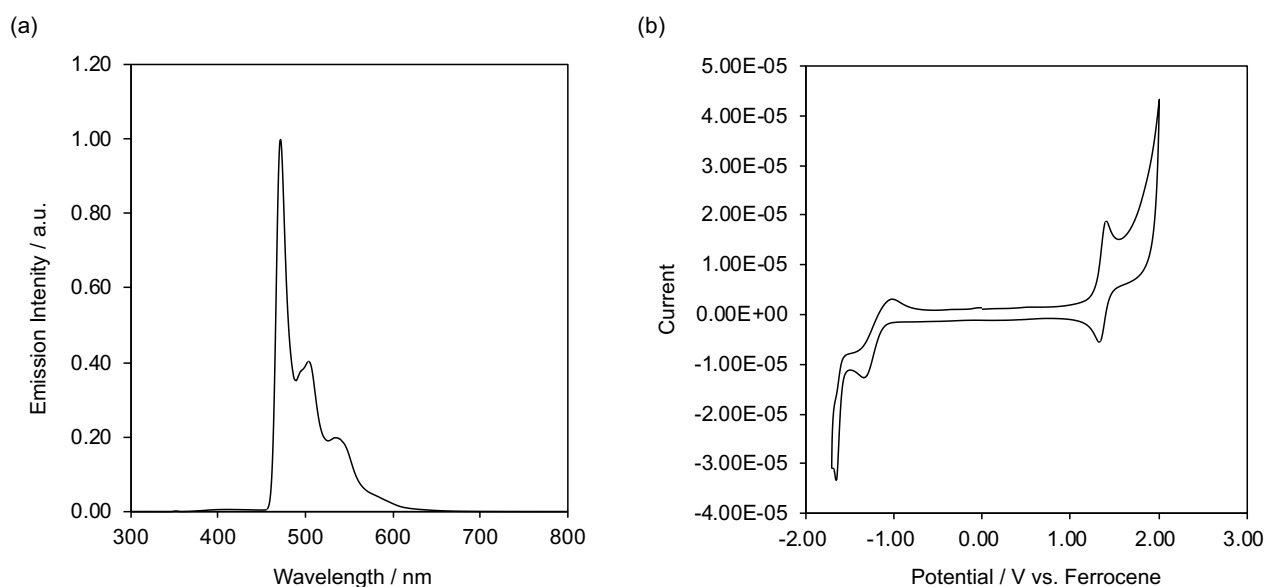 (a)
Emission Intenity / a.u.
1.20
1.00
0.80
0.60
0.40
0.20
0.00
300 400 500 600 700 800
Wavelength / nm
(b)
Current
5.00E-05
4.00E-05
3.00E-05
2.00E-05
1.00E-05
0.00E+00
-1.00E-05
-2.00E-05
-3.00E-05
-4.00E-05
-2.00 -1.00 0.00 1.00 2.00 3.00
Potential / V vs. Ferrocene